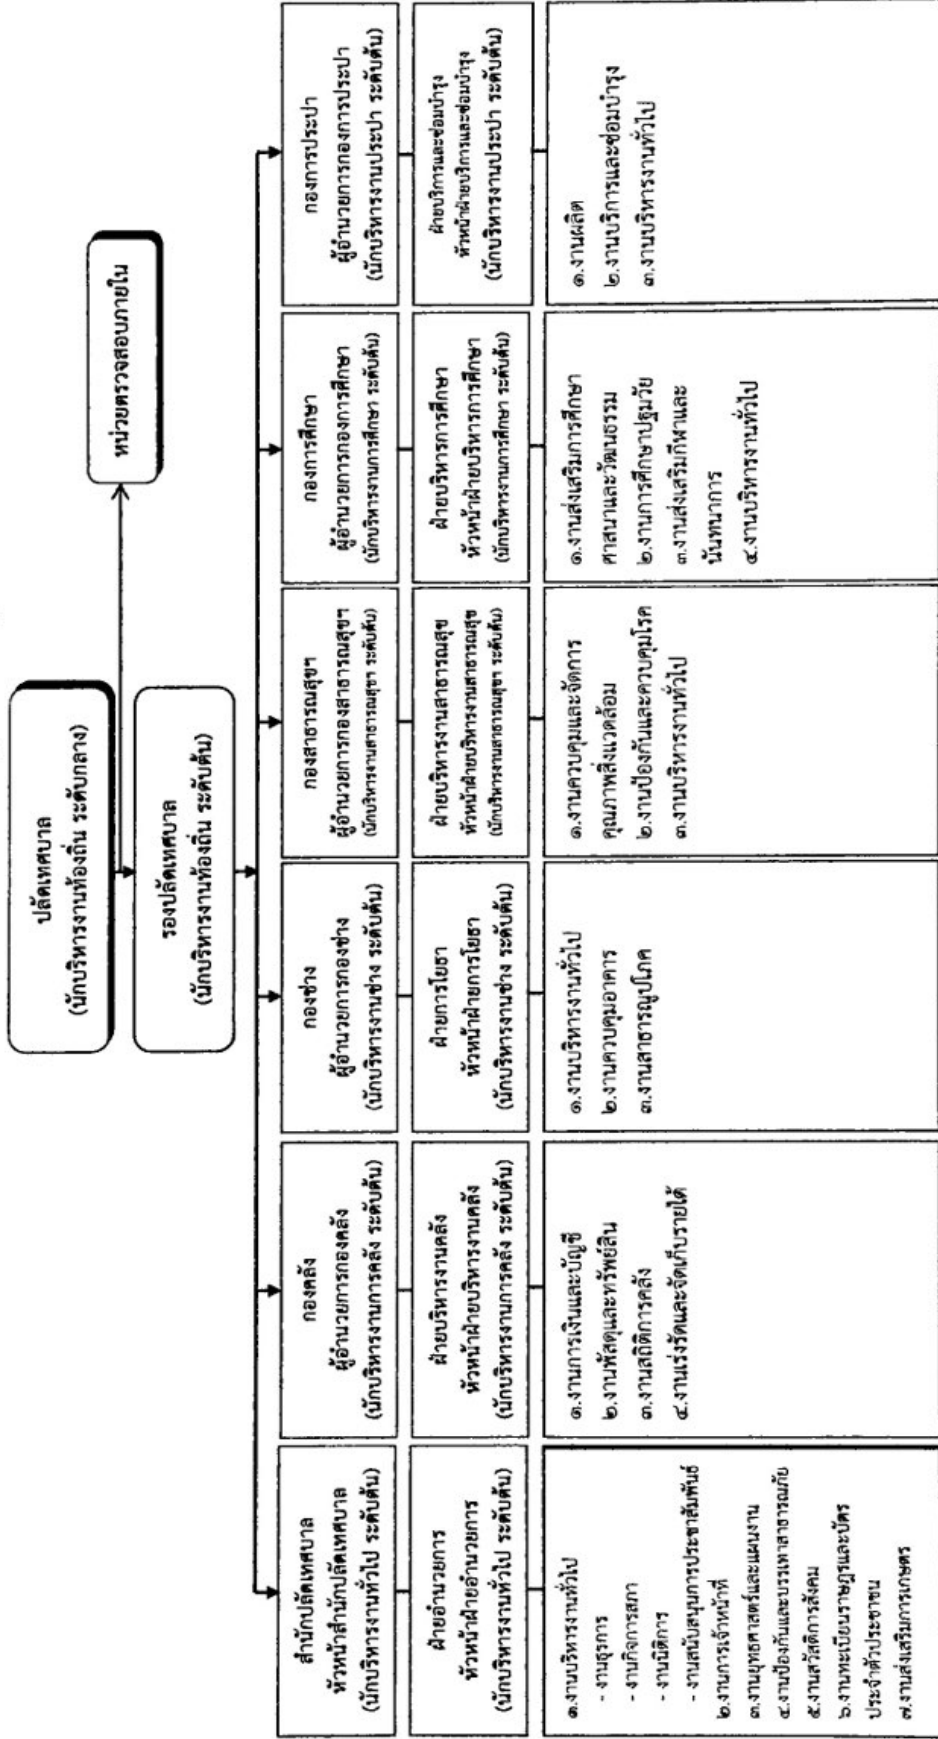 ปลัดเทศบาล
(นักบริหารงานท้องถิ่น ระดับกลาง)
หน่วยตรวจสอบภายใน
รองปลัดเทศบาล
(นักบริหารงานท้องถิ่น ระดับต้น)
สำนักปลัดเทศบาล
หัวหน้าสำนักปลัดเทศบาล
(นักบริหารงานทั่วไป ระดับต้น)
ฝ่ายอำนวยการ
หัวหน้าฝ่ายอำนวยการ
(นักบริหารงานทั่วไป ระดับต้น)
๑.งานบริหารงานทั่วไป
- งานธุรการ
- งานกิจการสภา
- งานนิติการ
- งานสนับสนุนการประชาสัมพันธ์
๒.งานการเจ้าหน้าที่
๓.งานยุทธศาสตร์และแผนงาน
๔.งานป้องกันและบรรเทาสาธารณภัย
๕.งานสวัสดิการสังคม
๖.งานทะเบียนราษฎรและบัตร
ประจำตัวประชาชน
๗.งานส่งเสริมการเกษตร
กองคลัง
ผู้อำนวยการกองคลัง
(นักบริหารงานการคลัง ระดับต้น)
ฝ่ายบริหารงานคลัง
หัวหน้าฝ่ายบริหารงานคลัง
(นักบริหารงานการคลัง ระดับต้น)
๑.งานการเงินและบัญชี
๒.งานพัสดุและทรัพย์สิน
๓.งานสถิติการคลัง
๔.งานเร่งรัดและจัดเก็บรายได้
กองช่าง
ผู้อำนวยการกองช่าง
(นักบริหารงานช่าง ระดับต้น)
ฝ่ายการโยธา
หัวหน้าฝ่ายการโยธา
(นักบริหารงานช่าง ระดับต้น)
๑.งานบริหารงานทั่วไป
๒.งานควบคุมอาคาร
๓.งานสาธารณูปโภค
กองสาธารณสุขฯ
ผู้อำนวยการกองสาธารณสุขฯ
(นักบริหารงานสาธารณสุขฯ ระดับต้น)
ฝ่ายบริหารงานสาธารณสุข
หัวหน้าฝ่ายบริหารงานสาธารณสุข
(นักบริหารงานสาธารณสุขฯ ระดับต้น)
๑.งานควบคุมและจัดการ
คุณภาพสิ่งแวดล้อม
๒.งานป้องกันและควบคุมโรค
๓.งานบริหารงานทั่วไป
กองการศึกษา
ผู้อำนวยการกองการศึกษา
(นักบริหารงานการศึกษา ระดับต้น)
ฝ่ายบริหารการศึกษา
หัวหน้าฝ่ายบริหารการศึกษา
(นักบริหารงานการศึกษา ระดับต้น)
๑.งานส่งเสริมการศึกษา
ศาสนาและวัฒนธรรม
๒.งานการศึกษาปฐมวัย
๓.งานส่งเสริมกีฬาและ
นันทนาการ
๔.งานบริหารงานทั่วไป
กองการประปา
ผู้อำนวยการกองการประปา
(นักบริหารงานประปา ระดับต้น)
ฝ่ายบริการและซ่อมบำรุง
หัวหน้าฝ่ายบริการและซ่อมบำรุง
(นักบริหารงานประปา ระดับต้น)
๑.งานผลิต
๒.งานบริการและซ่อมบำรุง
๓.งานบริหารงานทั่วไป